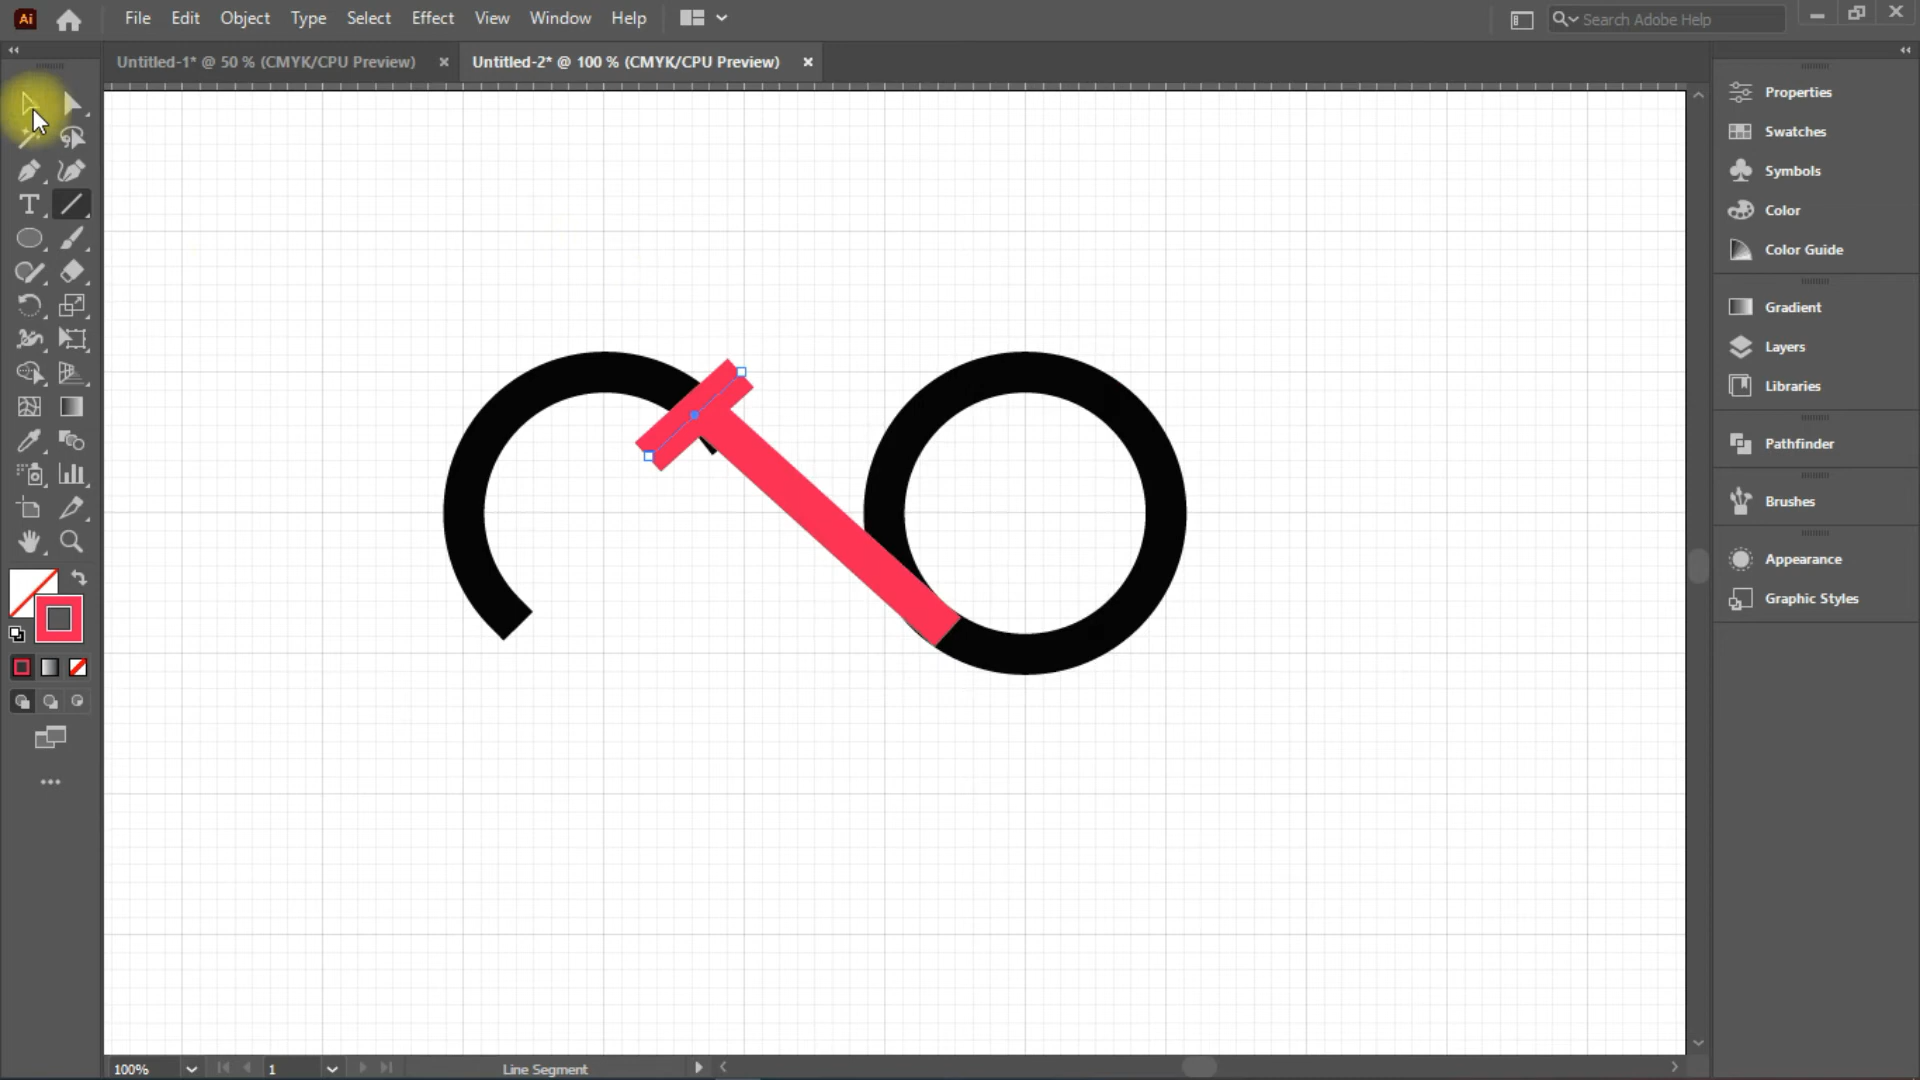 Ai File Edit Object Type Select Effect View Window Help Search Adobe Help
Untitled-1* @ 50 % (CMYK/CPU Preview) × Untitled-2* @ 100 % (CMYK/CPU Preview) ×
T
Properties
Swatches
Symbols
Color
Color Guide
Gradient
Layers
Libraries
Pathfinder
Brushes
Appearance
Graphic Styles
100% 1 Line Segment